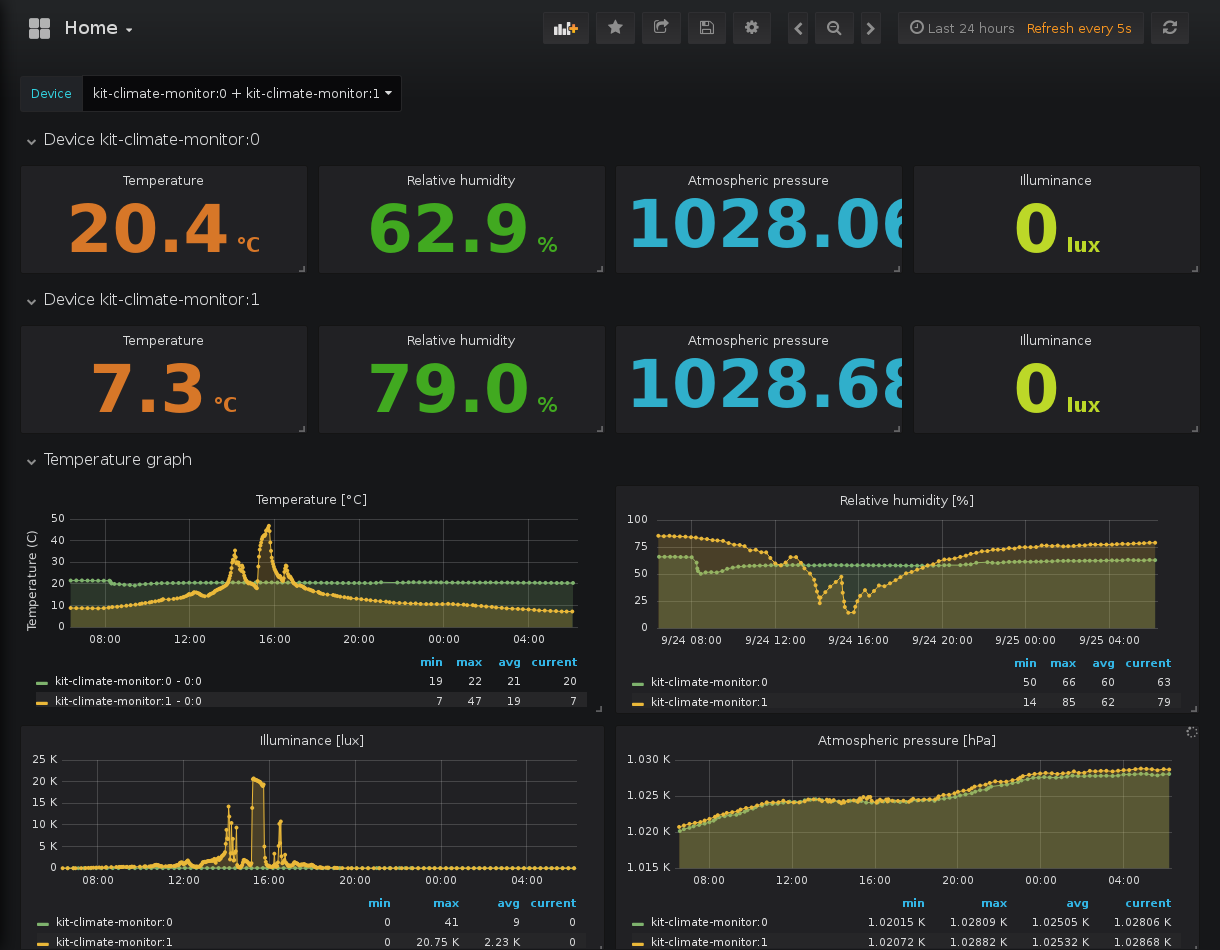 Home
Last 24 hours Refresh every 5s
Device kit-climate-monitor:0 + kit-climate-monitor:1
Device kit-climate-monitor:0
Temperature Relative humidity Atmospheric pressure Illuminance
20.4 °C 62.9 % 1028.06 0 lux
Device kit-climate-monitor:1
Temperature Relative humidity Atmospheric pressure Illuminance
7.3 °C 79.0 % 1028.68 0 lux
Temperature graph
Temperature [°C]
Temperature (C)
50
40
30
20
10
0
08:00 12:00 16:00 20:00 00:00 04:00
min max avg current
kit-climate-monitor:0 - 0:0 19 22 21 20
kit-climate-monitor:1 - 0:0 7 47 19 7
Relative humidity [%]
100
75
50
25
0
9/24 08:00 9/24 12:00 9/24 16:00 9/24 20:00 9/25 00:00 9/25 04:00
min max avg current
kit-climate-monitor:0 50 66 60 63
kit-climate-monitor:1 14 85 62 79
Illuminance [lux]
25 K
20 K
15 K
10 K
5 K
0
08:00 12:00 16:00 20:00 00:00 04:00
min max avg current
kit-climate-monitor:0 0 41 9 0
kit-climate-monitor:1 0 20.75 K 2.23 K 0
Atmospheric pressure [hPa]
1.030 K
1.025 K
1.020 K
1.015 K
08:00 12:00 16:00 20:00 00:00 04:00
min max avg current
kit-climate-monitor:0 1.02015 K 1.02809 K 1.02505 K 1.02806 K
kit-climate-monitor:1 1.02072 K 1.02882 K 1.02532 K 1.02868 K